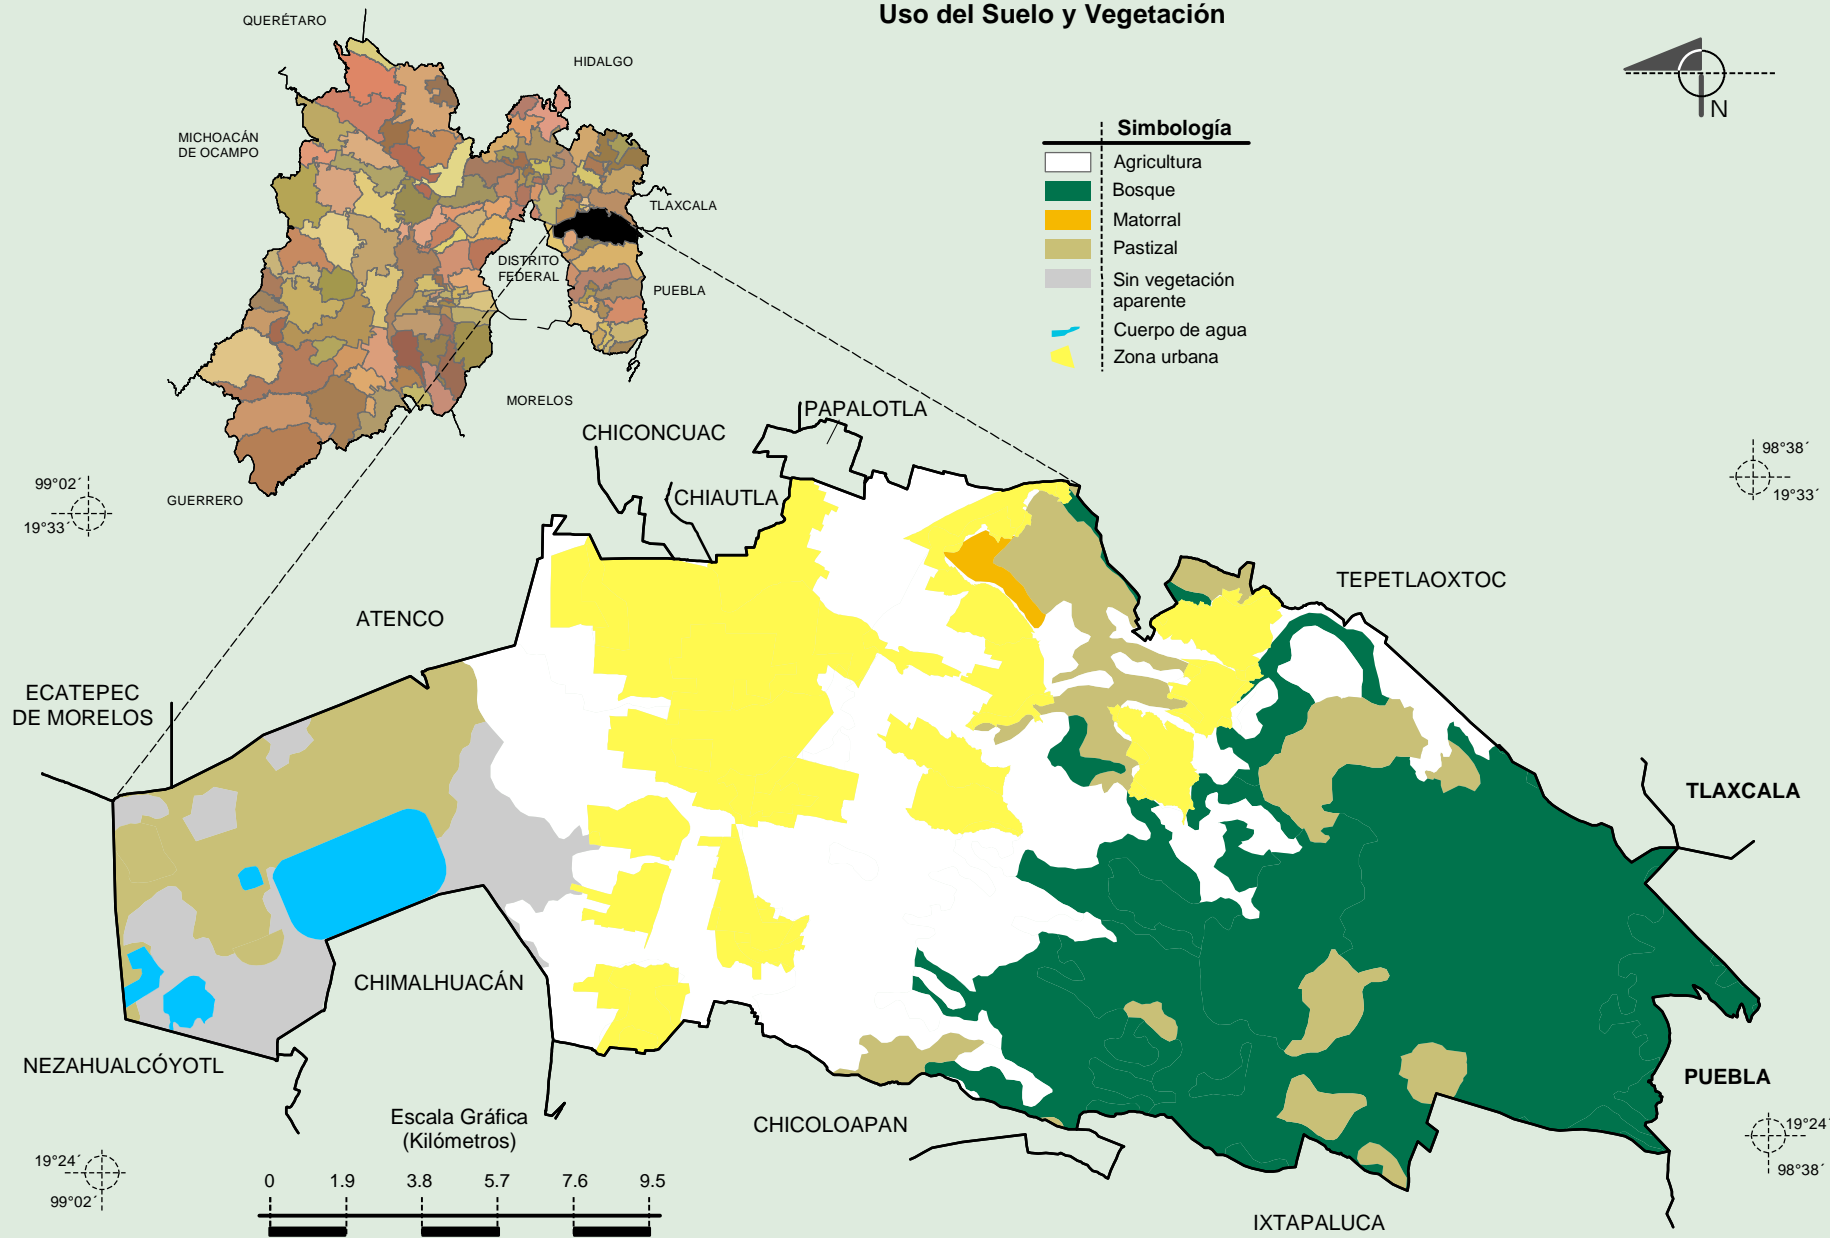 Uso del Suelo y Vegetación
QUERÉTARO
HIDALGO
MICHOACÁN
DE OCAMPO
TLAXCALA
DISTRITO
FEDERAL
PUEBLA
MORELOS
GUERRERO
N
Simbología
Agricultura
Bosque
Matorral
Pastizal
Sin vegetación
aparente
Cuerpo de agua
Zona urbana
99°02´
19°33´
98°38´
19°33´
PAPALOTLA
CHICONCUAC
CHIAUTLA
TEPETLAOXTOC
ATENCO
ECATEPEC
DE MORELOS
TLAXCALA
CHIMALHUACÁN
NEZAHUALCÓYOTL
PUEBLA
CHICOLOAPAN
IXTAPALUCA
Escala Gráfica
(Kilómetros)
0 1.9 3.8 5.7 7.6 9.5
19°24´
99°02´
19°24´
98°38´